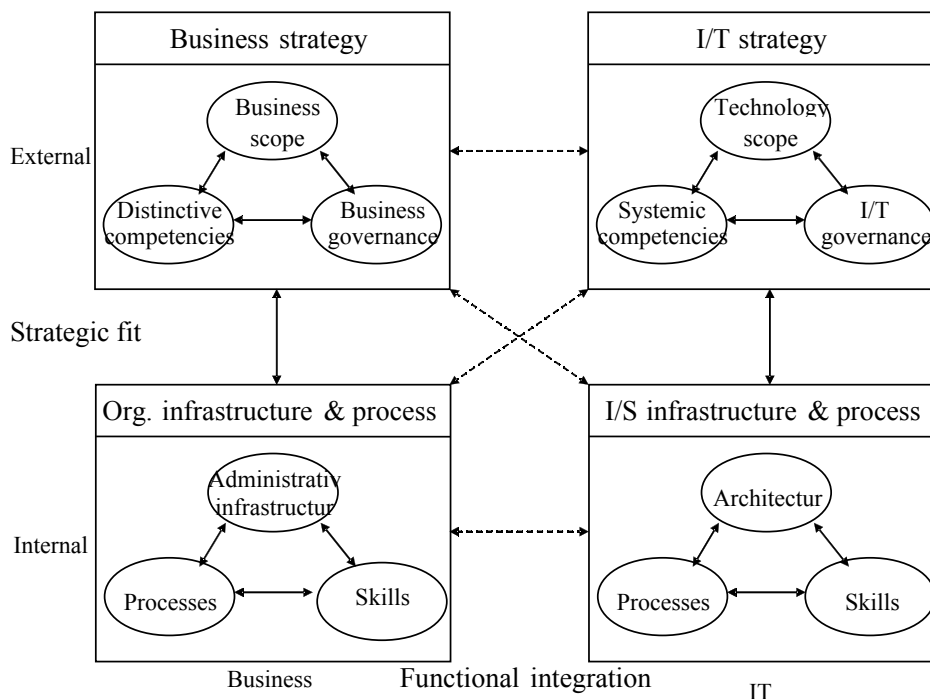 Business strategy
I/T strategy
Business
scope
Technology
scope
External
Distinctive
competencies
Business
governance
Systemic
competencies
I/T
governance
Strategic fit
Org. infrastructure & process
I/S infrastructure & process
Administrativ
infrastructur
Architectur
Internal
Processes
Skills
Processes
Skills
Business
Functional integration
IT